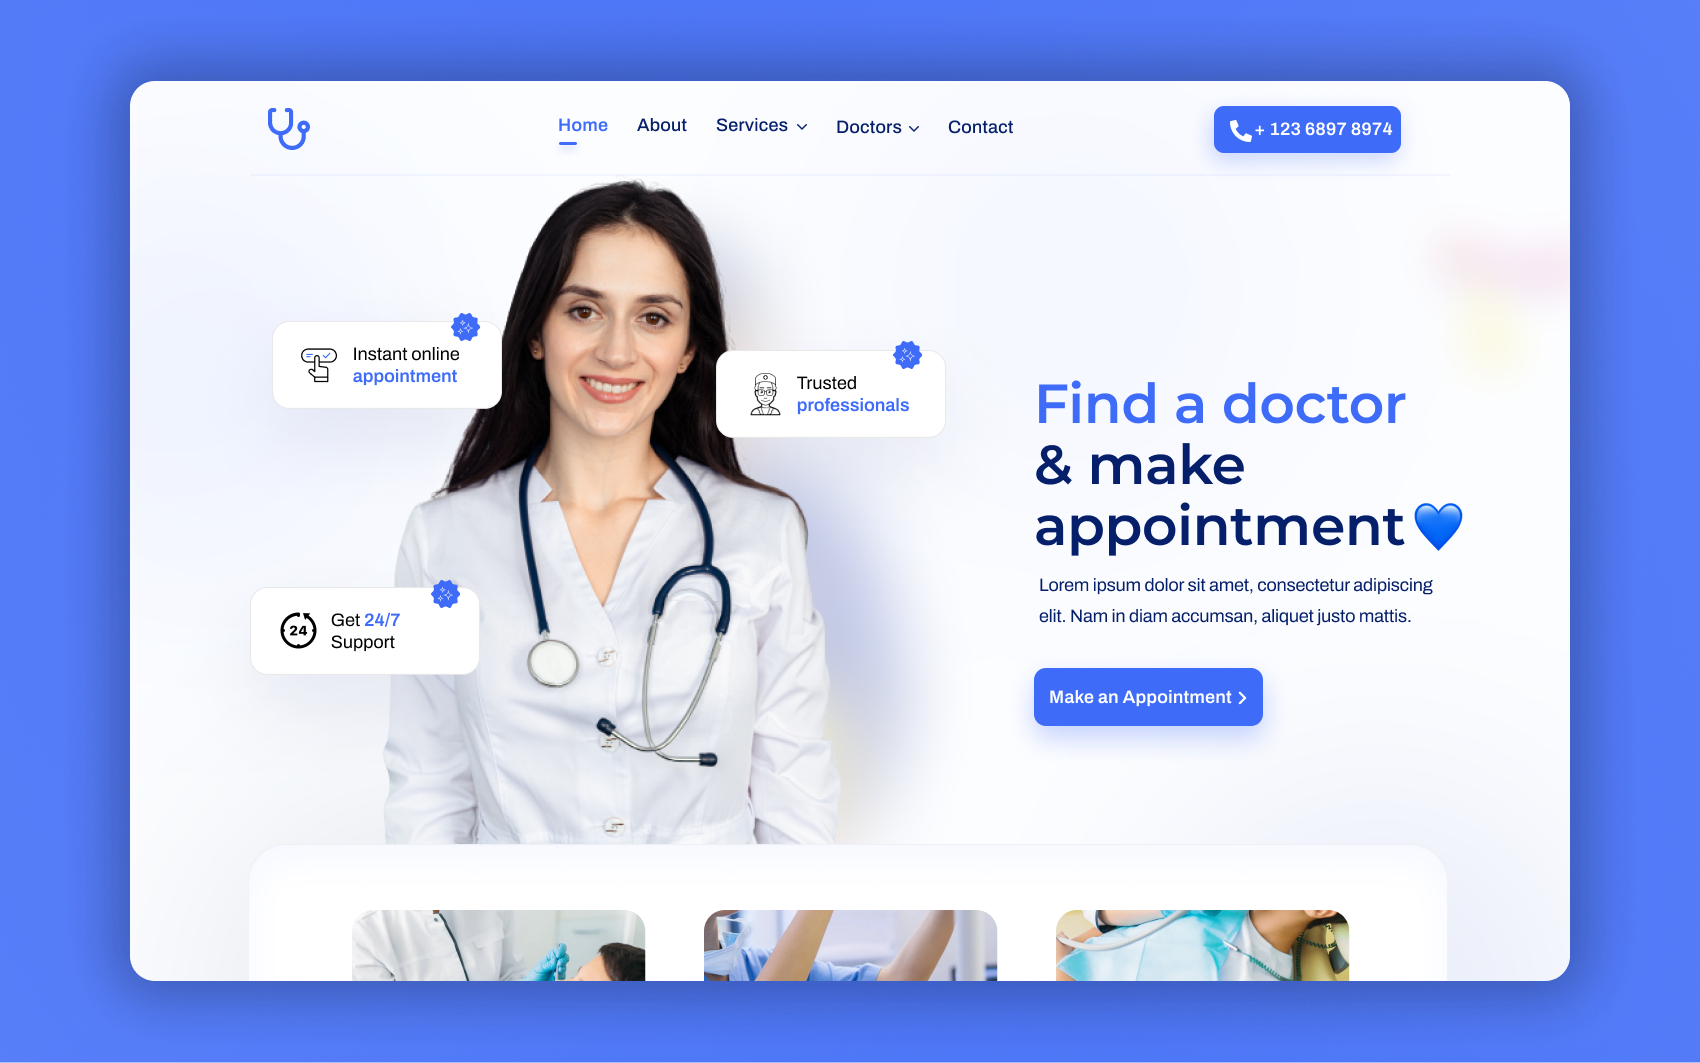 Home About Services Doctors Contact
+ 123 6897 8974
Instant online
appointment
Trusted
professionals
Find a doctor
& make
appointment💙
Lorem ipsum dolor sit amet, consectetur adipiscing
elit. Nam in diam accumsan, aliquet justo mattis.
24
Get 24/7
Support
Make an Appointment